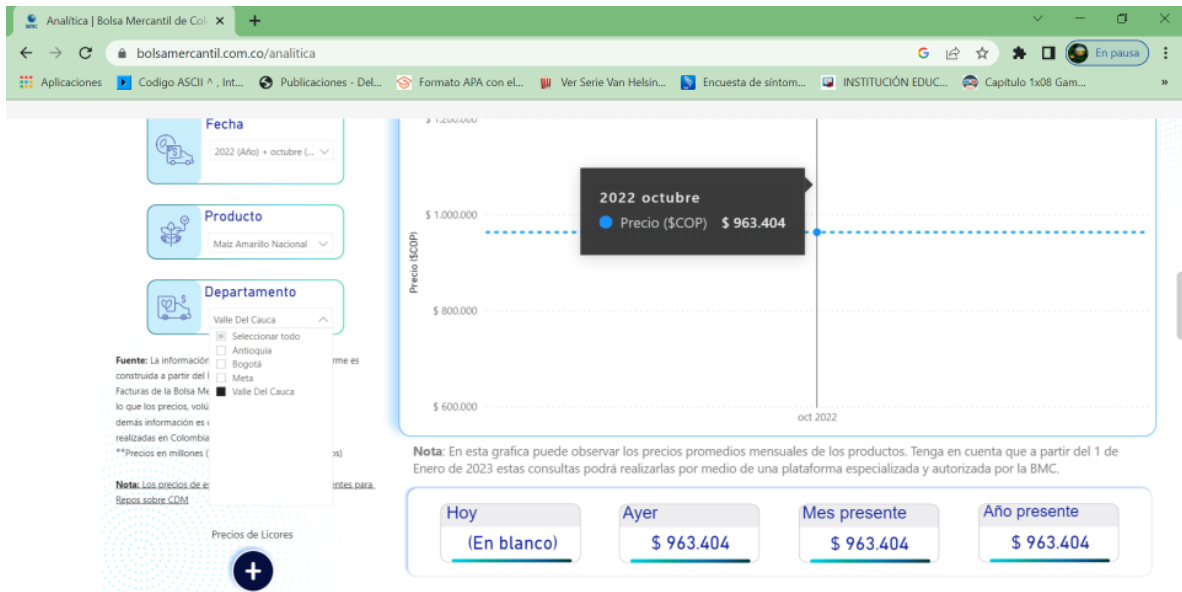 Analítica | Bolsa Mercantil de Col
bolsamercantil.com.co/analitica
En pausa
Aplicaciones
Codigo ASCII ^ , Int...
Publicaciones - Del...
Formato APA con el...
Ver Serie Van Helsin...
Encuesta de síntom...
INSTITUCIÓN EDUC...
Capítulo 1x08 Gam...
Fecha
2022 (Año) + octubre (...
Producto
Maíz Amarillo Nacional
Departamento
Valle Del Cauca
Seleccionar todo
Antioquia
Bogotá
Meta
Valle Del Cauca
Fuente: La información rme es
construida a partir del l
Facturas de la Bolsa Me
lo que los precios, volú
demás información es
realizadas en Colombia
**Precios en millones ( os)
Nota: Los precios de es entes para
Repos sobre CDM
Precios de Licores
$ 1.200.000
$ 1.000.000
$ 800.000
$ 600.000
Precio ($COP)
2022 octubre
Precio ($COP) $ 963.404
oct 2022
Nota: En esta grafica puede observar los precios promedios mensuales de los productos. Tenga en cuenta que a partir del 1 de
Enero de 2023 estas consultas podrá realizarlas por medio de una plataforma especializada y autorizada por la BMC.
Hoy
(En blanco)
Ayer
$ 963.404
Mes presente
$ 963.404
Año presente
$ 963.404